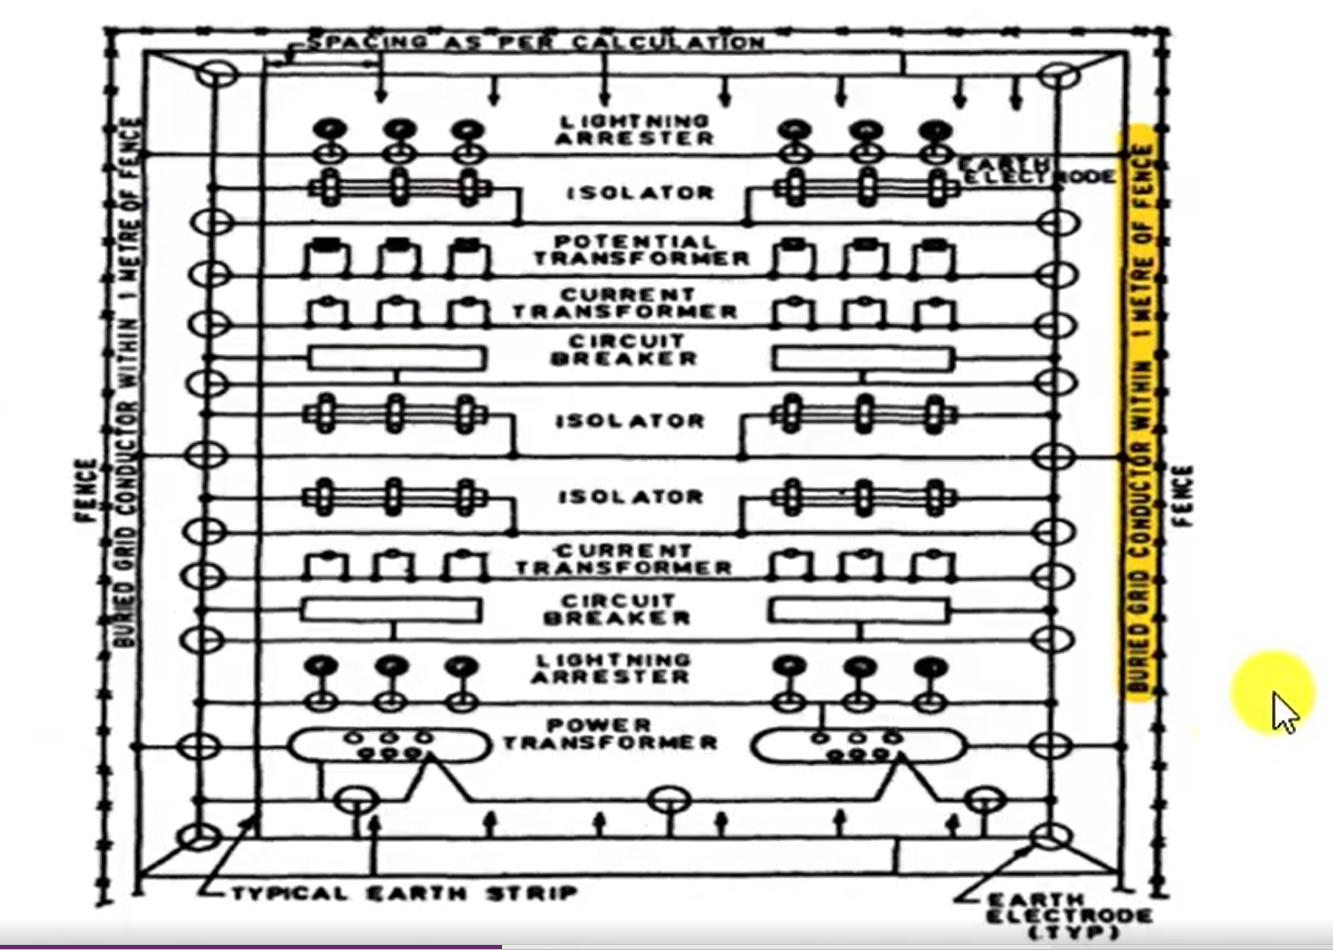 SPACING AS PER CALCULATION
LIGHTNING
ARRESTER
EARTH
ELECTRODE
ISOLATOR
POTENTIAL
TRANSFORMER
CURRENT
TRANSFORMER
CIRCUIT
BREAKER
ISOLATOR
ISOLATOR
CURRENT
TRANSFORMER
CIRCUIT
BREAKER
LIGHTNING
ARRESTER
POWER
TRANSFORMER
TYPICAL EARTH STRIP
EARTH
ELECTRODE
(TYP)
FENCE
BURIED GRID CONDUCTOR WITHIN 1 METRE OF FENCE
BURIED GRID CONDUCTOR WITHIN 1 METRE OF FENCE
FENCE